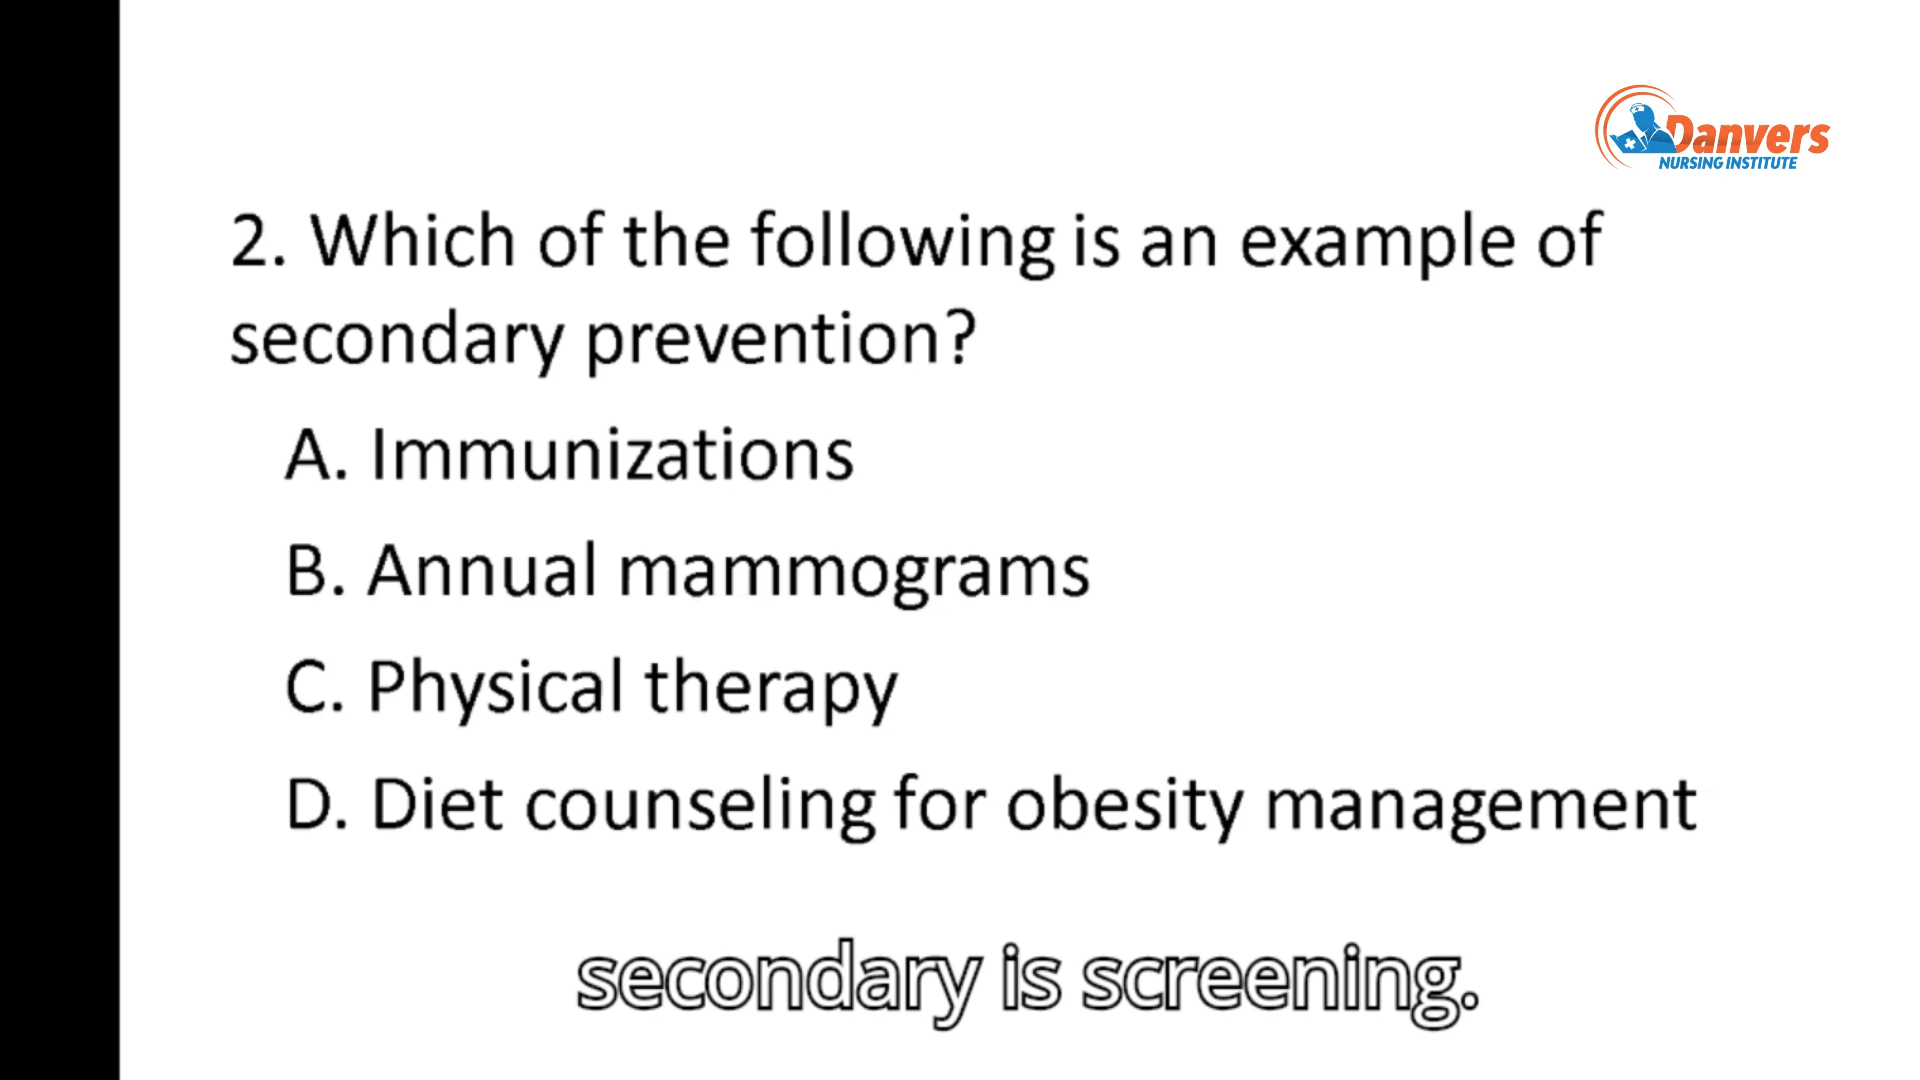 Danvers
NURSING INSTITUTE
2. Which of the following is an example of
secondary prevention?
A. Immunizations
B. Annual mammograms
C. Physical therapy
D. Diet counseling for obesity management
secondary is screening.